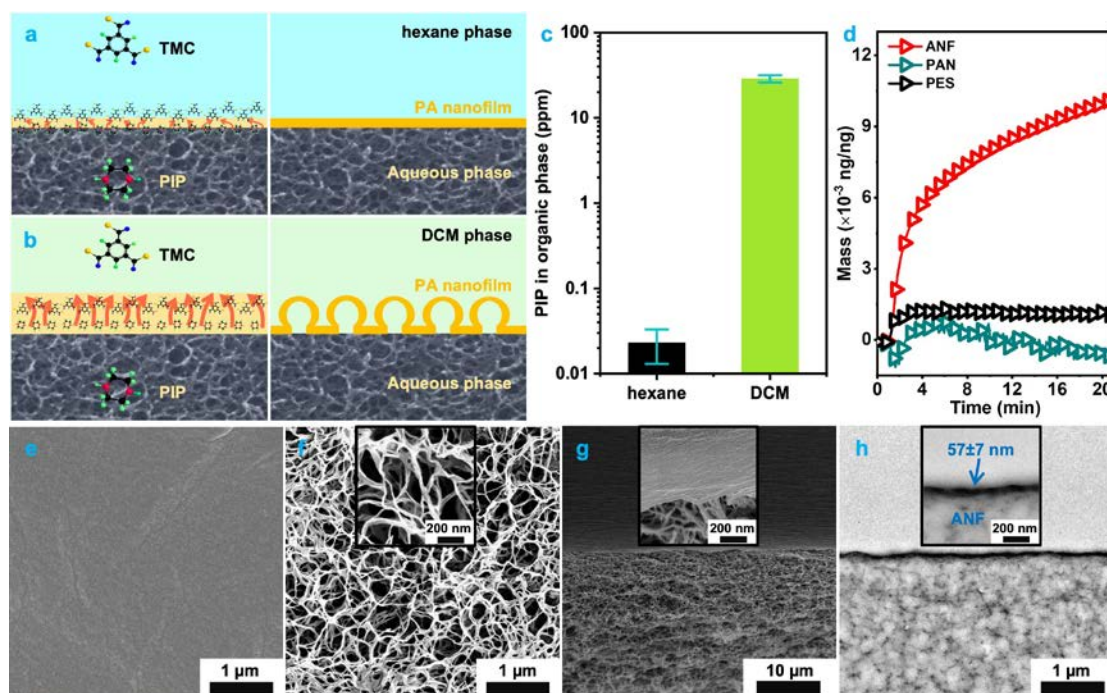 a
TMC
hexane phase
PA nanofilm
PIP
Aqueous phase
b
TMC
DCM phase
PA nanofilm
PIP
Aqueous phase
c
PIP in organic phase (ppm)
100
10
1
0.1
0.01
hexane
DCM
d
ANF
PAN
PES
Mass (×10⁻³ ng/ng)
12
9
6
3
0
0
4
8
12
16
20
Time (min)
e
1 µm
f
200 nm
1 µm
g
200 nm
10 µm
h
57±7 nm
ANF
200 nm
1 µm